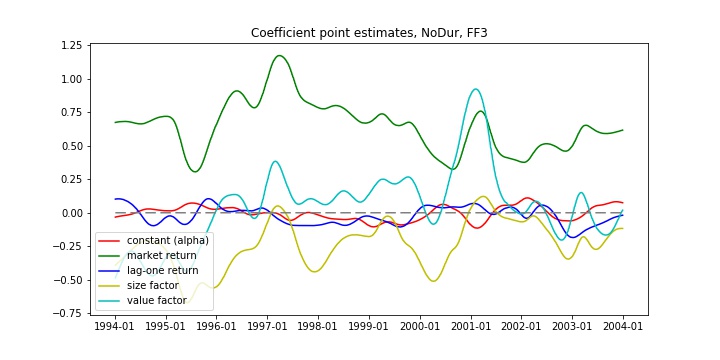 Coefficient point estimates, NoDur, FF3
1.25
1.00
0.75
0.50
0.25
0.00
−0.25
−0.50
−0.75
constant (alpha)
market return
lag-one return
size factor
value factor
1994-01 1995-01 1996-01 1997-01 1998-01 1999-01 2000-01 2001-01 2002-01 2003-01 2004-01